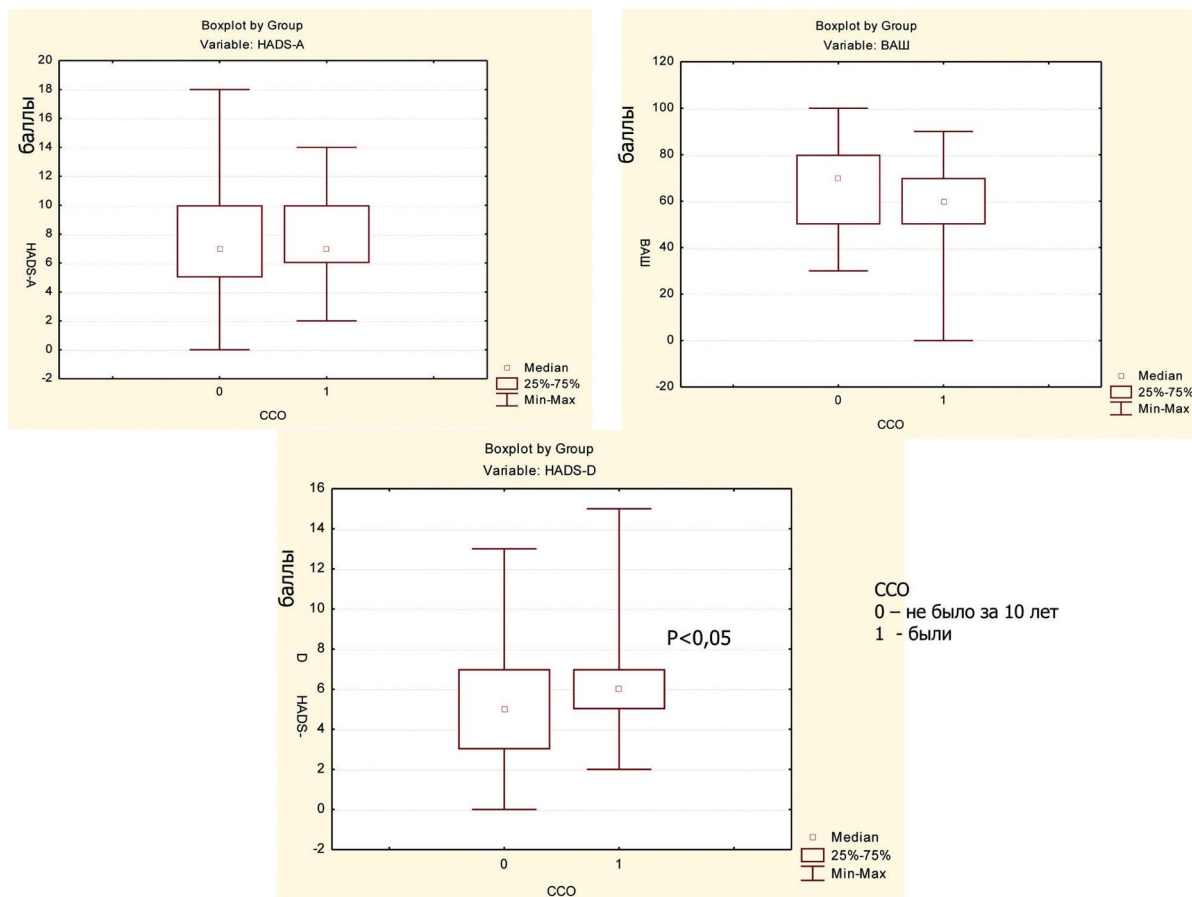 Boxplot by Group
Variable: HADS-A
20
18
16
14
12
10
8
6
4
2
0
-2
баллы
HADS-A
0 1
ССО
Median
25%-75%
Min-Max
Boxplot by Group
Variable: ВАШ
120
100
80
60
40
20
0
-20
баллы
ВАШ
0 1
ССО
Median
25%-75%
Min-Max
Boxplot by Group
Variable: HADS-D
16
14
12
10
8
6
4
2
0
-2
баллы
HADS- D
P<0,05
0 1
ССО
Median
25%-75%
Min-Max
ССО
0 – не было за 10 лет
1 - были